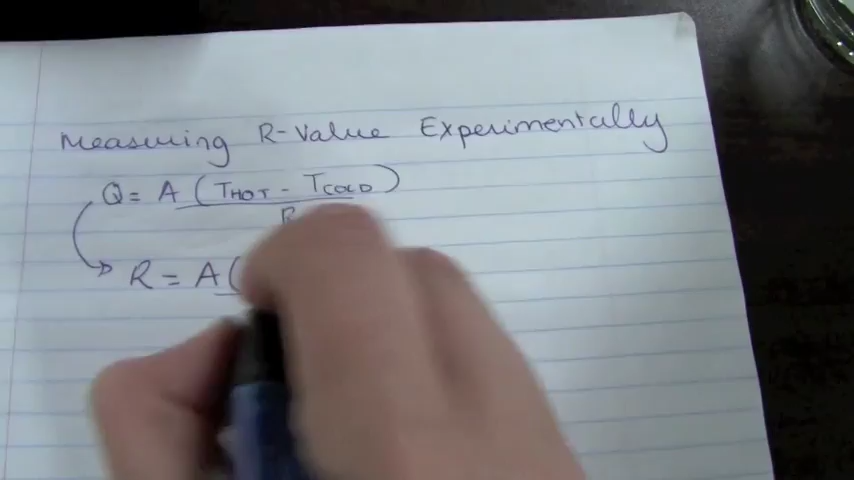 Measuring R-Value Experimentally
Q = A (THOT - TCOLD)
R
R = A (